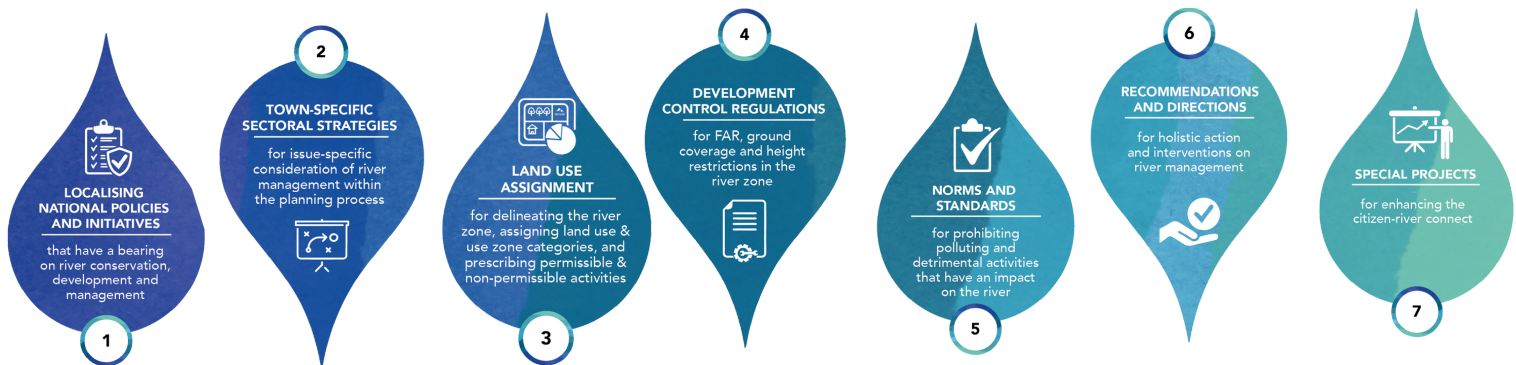 1
LOCALISING
NATIONAL POLICIES
AND INITIATIVES
that have a bearing
on river conservation,
development and
management
2
TOWN-SPECIFIC
SECTORAL STRATEGIES
for issue-specific
consideration of river
management within
the planning process
3
LAND USE
ASSIGNMENT
for delineating the river
zone, assigning land use &
use zone categories, and
prescribing permissible &
non-permissible activities
4
DEVELOPMENT
CONTROL REGULATIONS
for FAR, ground
coverage and height
restrictions in the
river zone
5
NORMS AND
STANDARDS
for prohibiting
polluting and
detrimental activities
that have an impact
on the river
6
RECOMMENDATIONS
AND DIRECTIONS
for holistic action
and interventions on
river management
7
SPECIAL PROJECTS
for enhancing the
citizen-river connect